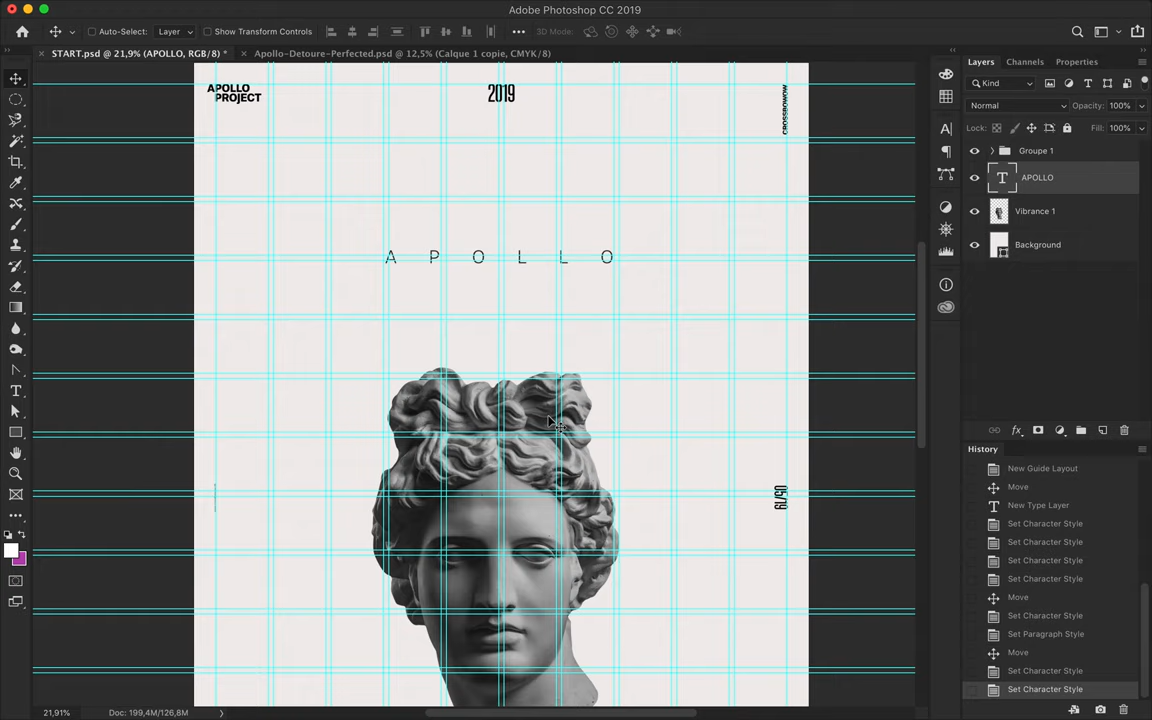 Adobe Photoshop CC 2019
Auto-Select:
Layer
Show Transform Controls
3D Mode:
START.psd @ 21,9% (APOLLO, RGB/8) *
Apollo-Detoure-Perfected.psd @ 12,5% (Calque 1 copie, CMYK/8)
APOLLO
PROJECT
2019
CROSSBOWOW
A P O L L O
05/19
Layers
Channels
Properties
Kind
Normal
Opacity: 100%
Lock:
Fill: 100%
Groupe 1
T APOLLO
Vibrance 1
Background
History
New Guide Layout
Move
New Type Layer
Set Character Style
Set Character Style
Set Character Style
Set Character Style
Move
Set Character Style
Set Paragraph Style
Move
Set Character Style
Set Character Style
21,91%
Doc: 199,4M/126,8M